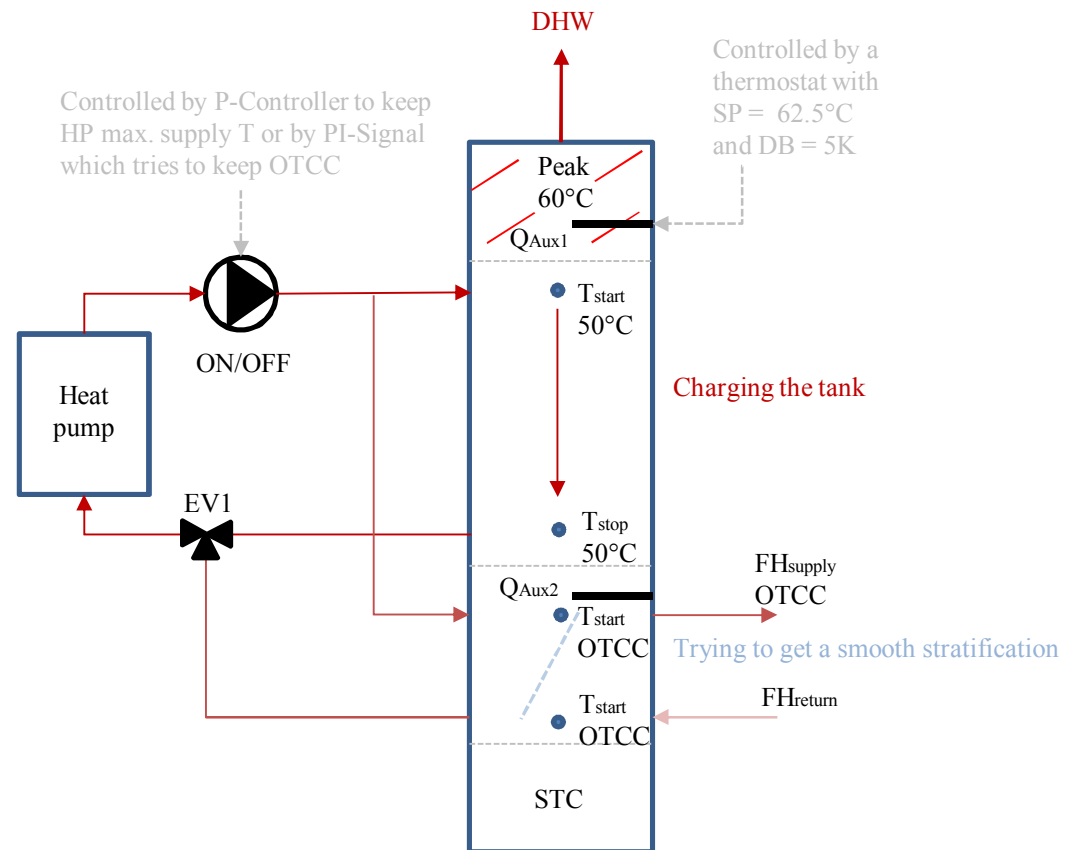 DHW
Controlled by P-Controller to keep
HP max. supply T or by PI-Signal
which tries to keep OTCC
Controlled by a
thermostat with
SP = 62.5°C
and DB = 5K
Peak
60°C
QAux1
Tstart
50°C
ON/OFF
Heat
pump
Charging the tank
EV1
Tstop
50°C
QAux2
FHsupply
OTCC
Tstart
OTCC
Trying to get a smooth stratification
FHreturn
Tstart
OTCC
STC